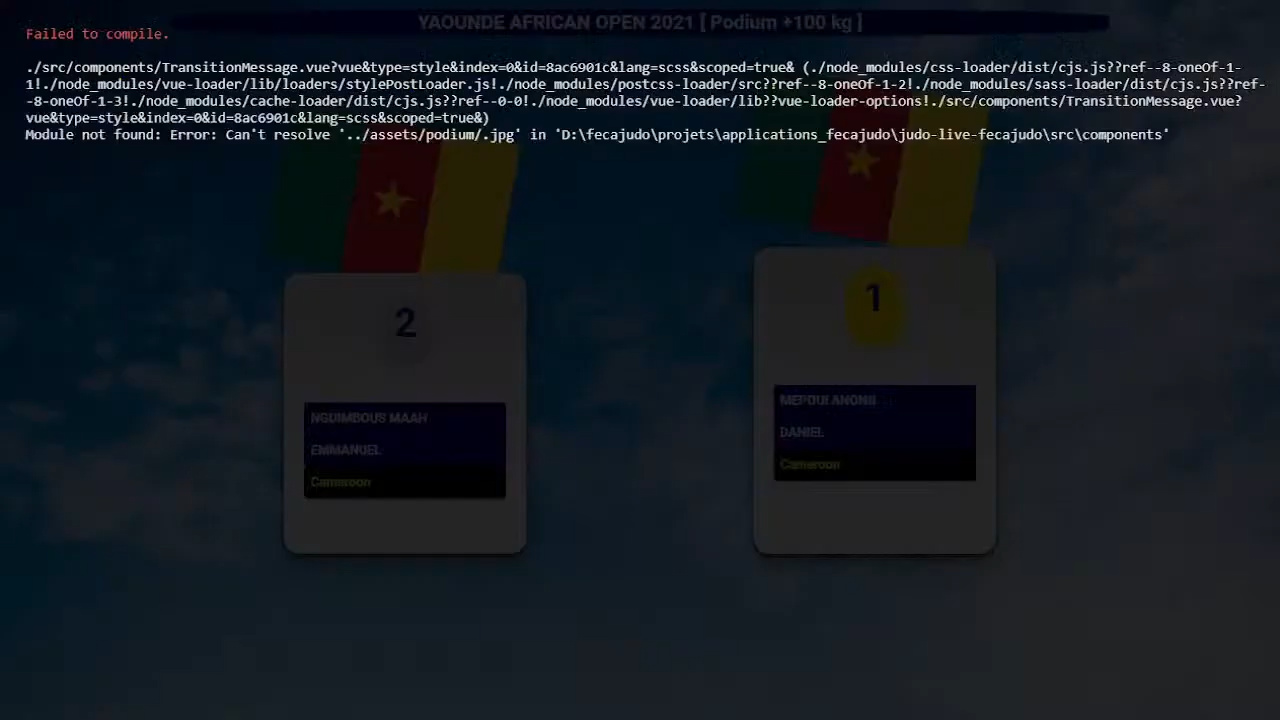 YAOUNDE AFRICAN OPEN 2021 [ Podium +100 kg ]
Failed to compile.
./src/components/TransitionMessage.vue?vue&type=style&index=0&id=8ac6901c&lang=scss&scoped=true& (./node_modules/css-loader/dist/cjs.js??ref--8-oneOf-1-
1!./node_modules/vue-loader/lib/loaders/stylePostLoader.js!./node_modules/postcss-loader/src??ref--8-oneOf-1-2!./node_modules/sass-loader/dist/cjs.js??ref-
-8-oneOf-1-3!./node_modules/cache-loader/dist/cjs.js??ref--0-0!./node_modules/vue-loader/lib??vue-loader-options!./src/components/TransitionMessage.vue?
vue&type=style&index=0&id=8ac6901c&lang=scss&scoped=true&)
Module not found: Error: Can't resolve '../assets/podium/.jpg' in 'D:\fecajudo\projets\applications_fecajudo\judo-live-fecajudo\src\components'
2
NGDIMBOUS MAAH
EMMANUEL
Cameroon
1
DANIEL
Cameroon